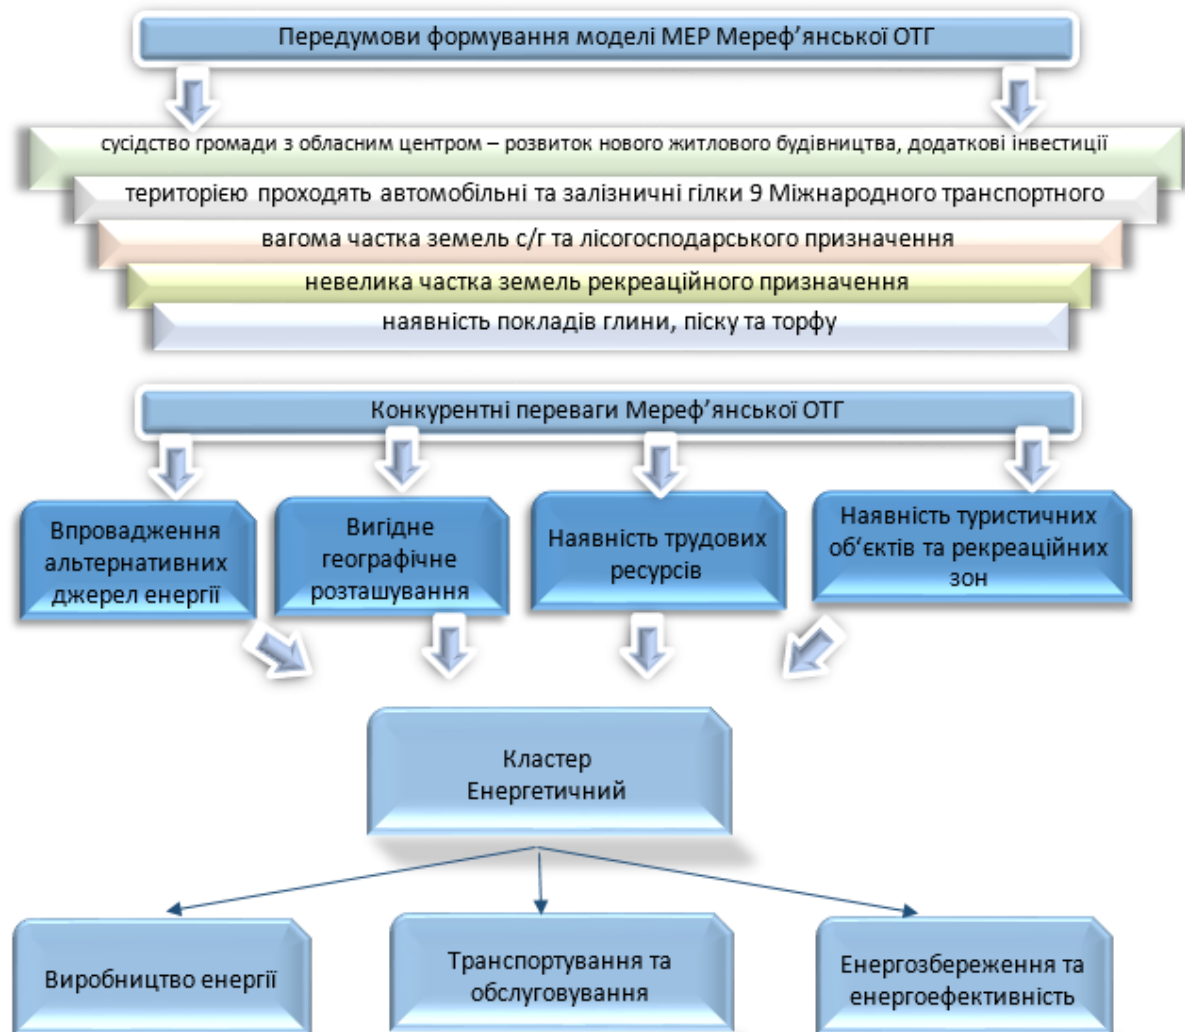 Передумови формування моделі МЕР Мереф’янської ОТГ
сусідство громади з обласним центром – розвиток нового житлового будівництва, додаткові інвестиції
територією проходять автомобільні та залізничні гілки 9 Міжнародного транспортного
вагома частка земель с/г та лісогосподарського призначення
невелика частка земель рекреаційного призначення
наявність покладів глини, піску та торфу
Конкурентні переваги Мереф’янської ОТГ
Впровадження
альтернативних
джерел енергії
Вигідне
географічне
розташування
Наявність трудових
ресурсів
Наявність туристичних
об‘єктів та рекреаційних
зон
Кластер
Енергетичний
Виробництво енергії
Транспортування та
обслуговування
Енергозбереження та
енергоефективність